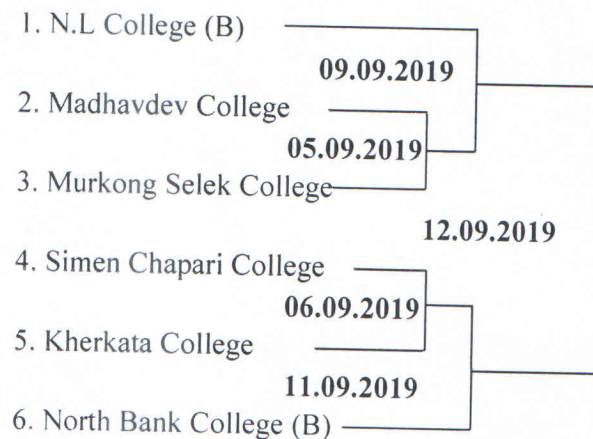 1. N.L College (B)
09.09.2019
2. Madhavdev College
05.09.2019
3. Murkong Selek College
12.09.2019
4. Simen Chapari College
06.09.2019
5. Kherkata College
11.09.2019
6. North Bank College (B)